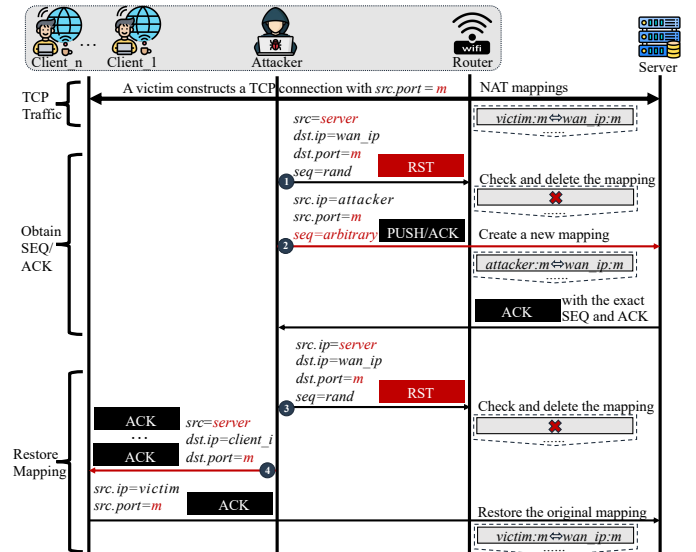 Client_n ... Client_1 Attacker Router Server
wifi
TCP
Traffic
A victim constructs a TCP connection with src.port = m
NAT mappings
victim:m⇔wan_ip:m
......
src=server
dst.ip=wan_ip
dst.port=m
seq=rand
1
RST
Check and delete the mapping
......
Obtain
SEQ/
ACK
src.ip=attacker
src.port=m
seq=arbitrary
PUSH/ACK
2
Create a new mapping
attacker:m⇔wan_ip:m
......
ACK
with the exact
SEQ and ACK
src.ip=server
dst.ip=wan_ip
dst.port=m
seq=rand
3
RST
Check and delete the mapping
......
Restore
Mapping
ACK
...
ACK
src=server
dst.ip=client_i
dst.port=m
4
src.ip=victim
src.port=m
ACK
Restore the original mapping
victim:m⇔wan_ip:m
......